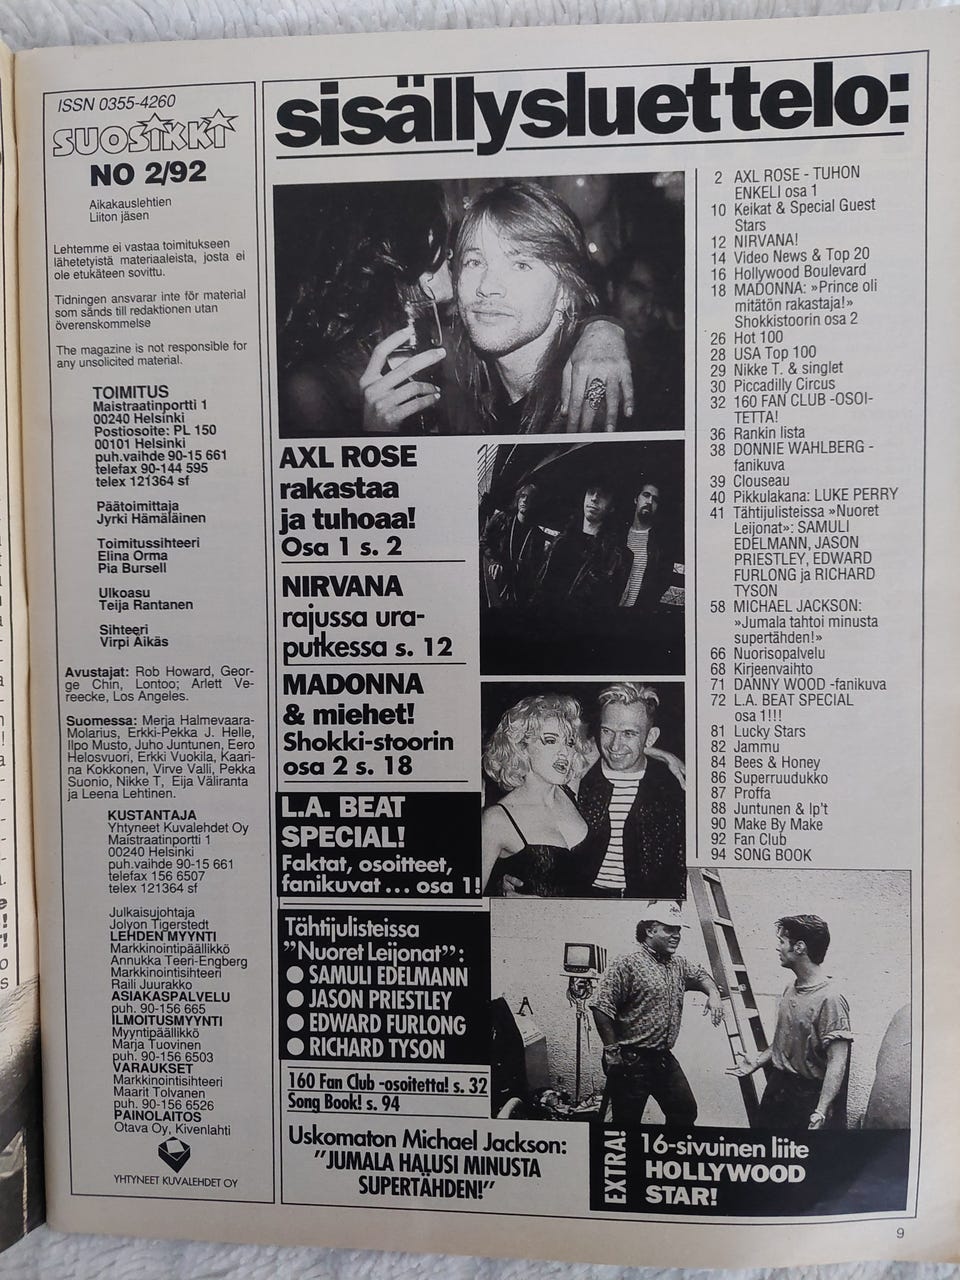 ISSN 0355-4260
SUOSIKKI
NO 2/92
Aikakauslehtien
Liiton jäsen
Lehtemme ei vastaa toimitukseen
lähetetyistä materiaaleista, josta ei
ole etukäteen sovittu.
Tidningen ansvarar inte för material
som sänds till redaktionen utan
överenskommelse
The magazine is not responsible for
any unsolicited material.
TOIMITUS
Maistraatinportti 1
00240 Helsinki
Postiosoite: PL 150
00101 Helsinki
puh.vaihde 90-15 661
telefax 90-144 595
telex 121364 sf
Päätoimittaja
Jyrki Hämäläinen
Toimitussihteeri
Elina Orma
Pia Bursell
Ulkoasu
Teija Rantanen
Sihteeri
Virpi Äikäs
Avustajat: Rob Howard, Geor-
ge Chin, Lontoo; Arlett Ve-
reecke, Los Angeles.
Suomessa: Merja Halmevaara-
Molarius, Erkki-Pekka J. Helle,
Ilpo Musto, Juho Juntunen, Eero
Helosvuori, Erkki Vuokila, Kaari-
na Kokkonen, Virve Valli, Pekka
Suonio, Nikke T, Eija Väliranta
ja Leena Lehtinen.
KUSTANTAJA
Yhtyneet Kuvalehdet Oy
Maistraatinportti 1
00240 Helsinki
puh.vaihde 90-15 661
telefax 156 6507
telex 121364 sf
Julkaisujohtaja
Jolyon Tigerstedt
LEHDEN MYYNTI
Markkinointipäällikkö
Annukka Teeri-Engberg
Markkinointisihteeri
Raili Juurakko
ASIAKASPALVELU
puh. 90-156 665
ILMOITUSMYYNTI
Myyntipäällikkö
Marja Tuovinen
puh. 90-156 6503
VARAUKSET
Markkinointisihteeri
Maarit Tolvanen
puh. 90-156 6526
PAINOLAITOS
Otava Oy, Kivenlahti
YHTYNEET KUVALEHDET OY
sisällysluettelo:
AXL ROSE
rakastaa
ja tuhoaa!
Osa 1 s. 2
NIRVANA
rajussa ura-
putkessa s. 12
MADONNA
& miehet!
Shokki-stoorin
osa 2 s. 18
L.A. BEAT
SPECIAL!
Faktat, osoitteet,
fanikuvat ... osa 1!
Tähtijulisteissa
"Nuoret Leijonat":
● SAMULI EDELMANN
● JASON PRIESTLEY
● EDWARD FURLONG
● RICHARD TYSON
160 Fan Club -osoitetta! s. 32
Song Book! s. 94
Uskomaton Michael Jackson:
"JUMALA HALUSI MINUSTA
SUPERTÄHDEN!"
EXTRA!
16-sivuinen liite
HOLLYWOOD
STAR!
2 AXL ROSE - TUHON
ENKELI osa 1
10 Keikat & Special Guest
Stars
12 NIRVANA!
14 Video News & Top 20
16 Hollywood Boulevard
18 MADONNA: »Prince oli
mitätön rakastaja!»
Shokkistoorin osa 2
26 Hot 100
28 USA Top 100
29 Nikke T. & singlet
30 Piccadilly Circus
32 160 FAN CLUB -OSOI-
TETTA!
36 Rankin lista
38 DONNIE WAHLBERG -
fanikuva
39 Clouseau
40 Pikkulakana: LUKE PERRY
41 Tähtijulisteissa »Nuoret
Leijonat»: SAMULI
EDELMANN, JASON
PRIESTLEY, EDWARD
FURLONG ja RICHARD
TYSON
58 MICHAEL JACKSON:
»Jumala tahtoi minusta
supertähden!»
66 Nuorisopalvelu
68 Kirjeenvaihto
71 DANNY WOOD -fanikuva
72 L.A. BEAT SPECIAL
osa 1!!!
81 Lucky Stars
82 Jammu
84 Bees & Honey
86 Superruudukko
87 Proffa
88 Juntunen & Ip't
90 Make By Make
92 Fan Club
94 SONG BOOK
9